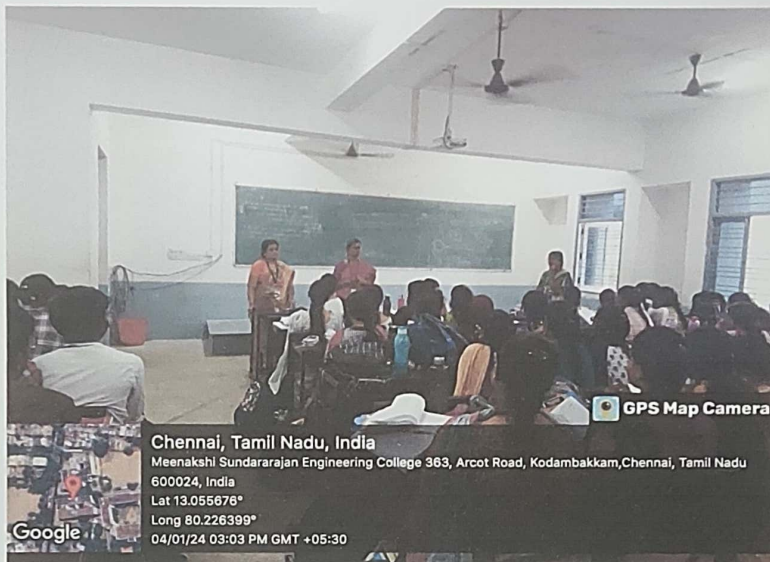 GPS Map Camera
Chennai, Tamil Nadu, India
Meenakshi Sundararajan Engineering College 363, Arcot Road, Kodambakkam,Chennai, Tamil Nadu
600024, India
Lat 13.055676°
Long 80.226399°
04/01/24 03:03 PM GMT +05:30
Google